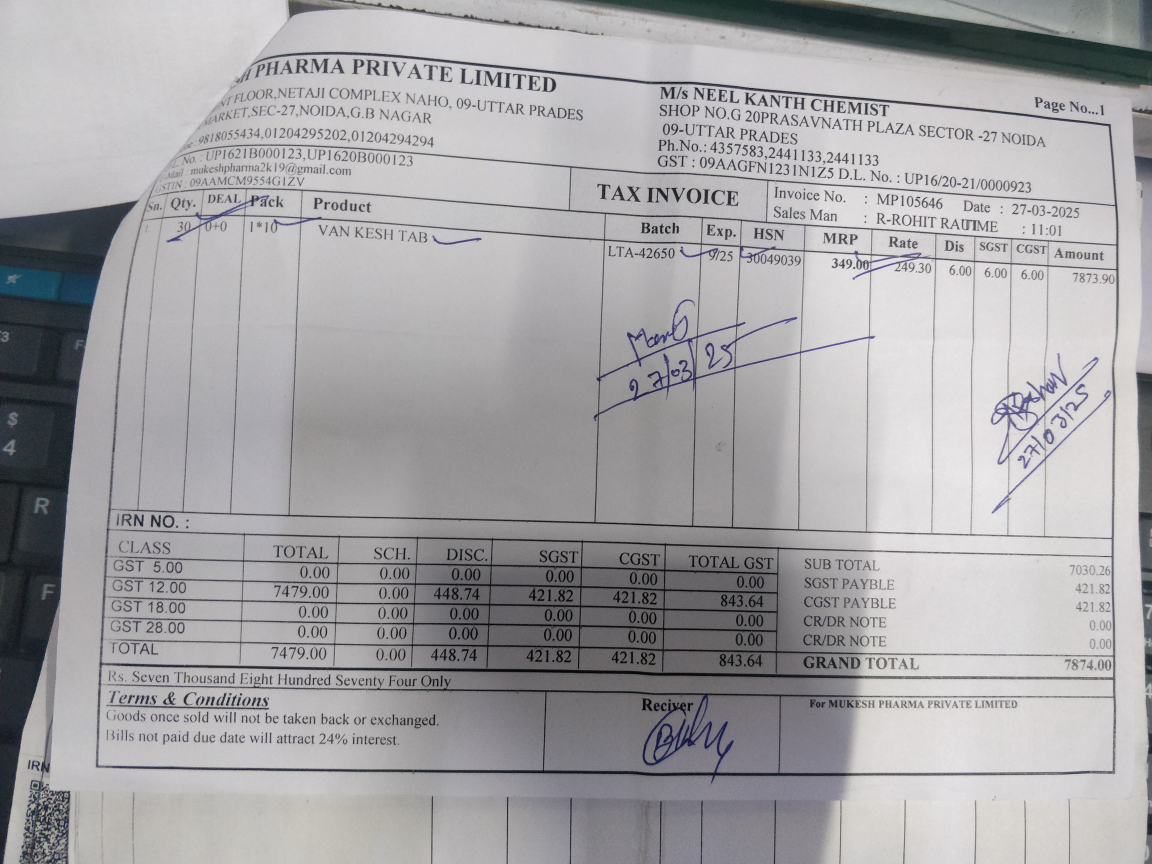 PHARMA PRIVATE LIMITED
FLOOR,NETAJI COMPLEX NAHO, 09-UTTAR PRADES
MARKET,SEC-27,NOIDA,G.B NAGAR
9818055434,01204295202,01204294294
No. : UP1621B000123,UP1620B000123
mukeshpharma2k19@gmail.com
GSTIN : 09AAMCM9554G1ZV
M/s NEEL KANTH CHEMIST
SHOP NO.G 20PRASAVNATH PLAZA SECTOR -27 NOIDA
09-UTTAR PRADES
Ph.No.: 4357583,2441133,2441133
GST : 09AAGFN1231N1Z5 D.L. No. : UP16/20-21/0000923
Page No...1
TAX INVOICE
Invoice No. : MP105646 Date : 27-03-2025
Sales Man : R-ROHIT RAUTIME : 11:01
Sn. Qty. DEAL Pack Product Batch Exp. HSN MRP Rate Dis SGST CGST Amount
1. 30 0+0 1*10 VAN KESH TAB LTA-42650 9/25 30049039 349.00 249.30 6.00 6.00 6.00 7873.90
27/03/25
27/03/25
IRN NO. :
CLASS TOTAL SCH. DISC. SGST CGST TOTAL GST
GST 5.00 0.00 0.00 0.00 0.00 0.00 0.00
GST 12.00 7479.00 0.00 448.74 421.82 421.82 843.64
GST 18.00 0.00 0.00 0.00 0.00 0.00 0.00
GST 28.00 0.00 0.00 0.00 0.00 0.00 0.00
TOTAL 7479.00 0.00 448.74 421.82 421.82 843.64
SUB TOTAL 7030.26
SGST PAYBLE 421.82
CGST PAYBLE 421.82
CR/DR NOTE 0.00
CR/DR NOTE 0.00
GRAND TOTAL 7874.00
Rs. Seven Thousand Eight Hundred Seventy Four Only
Terms & Conditions
Goods once sold will not be taken back or exchanged.
Bills not paid due date will attract 24% interest.
Reciver
For MUKESH PHARMA PRIVATE LIMITED
IRN
$
4
R
F